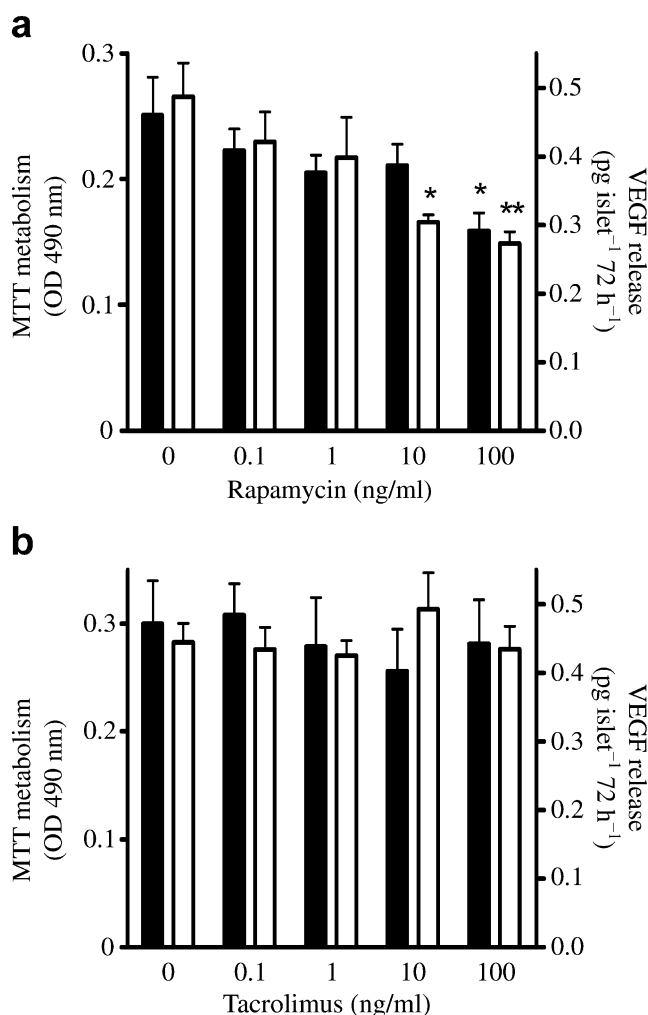 a
0.3
0.2
0.1
0
MTT metabolism
(OD 490 nm)
0.5
0.4
0.3
0.2
0.1
0.0
VEGF release
(pg islet⁻¹ 72 h⁻¹)
*
*
**
0 0.1 1 10 100
Rapamycin (ng/ml)
b
0.3
0.2
0.1
0
MTT metabolism
(OD 490 nm)
0.5
0.4
0.3
0.2
0.1
0.0
VEGF release
(pg islet⁻¹ 72 h⁻¹)
0 0.1 1 10 100
Tacrolimus (ng/ml)